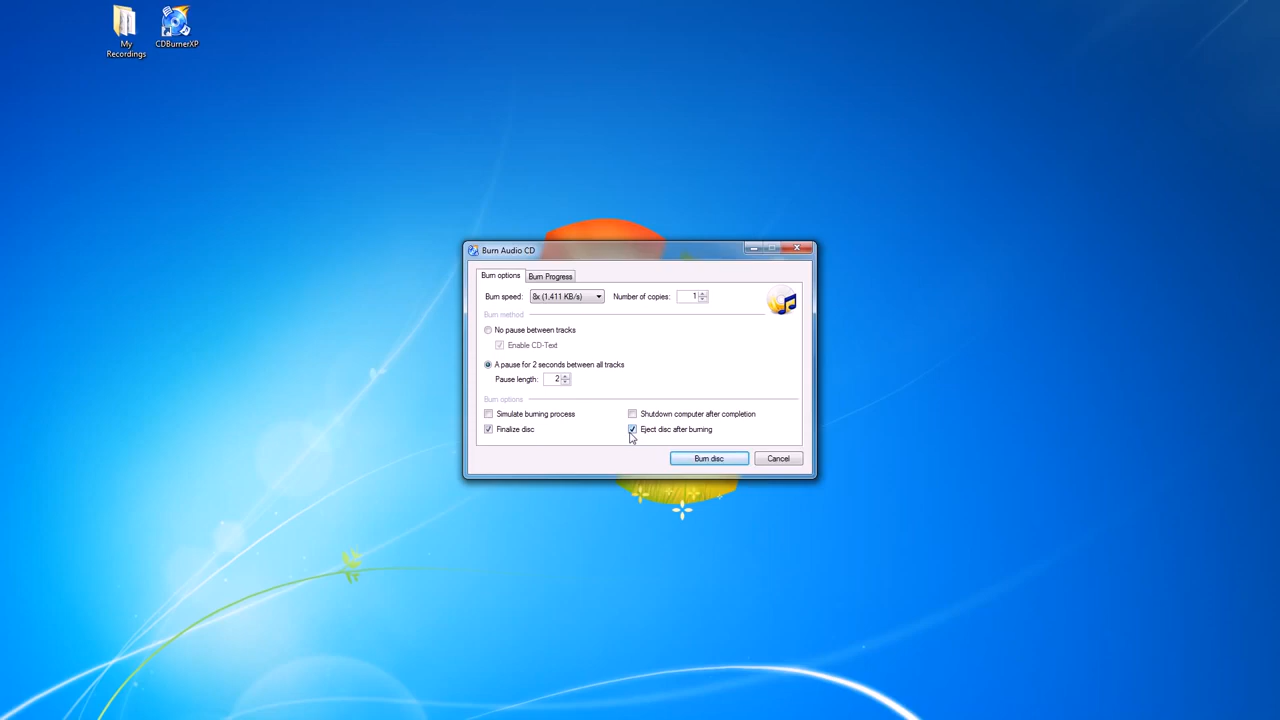 My
Recordings
CDBurnerXP
Burn Audio CD
Burn options
Burn Progress
Burn speed: 8x (1,411 KB/s) Number of copies: 1
Burn method
No pause between tracks
Enable CD-Text
A pause for 2 seconds between all tracks
Pause length: 2
Burn options
Simulate burning process
Shutdown computer after completion
Finalize disc
Eject disc after burning
Burn disc
Cancel